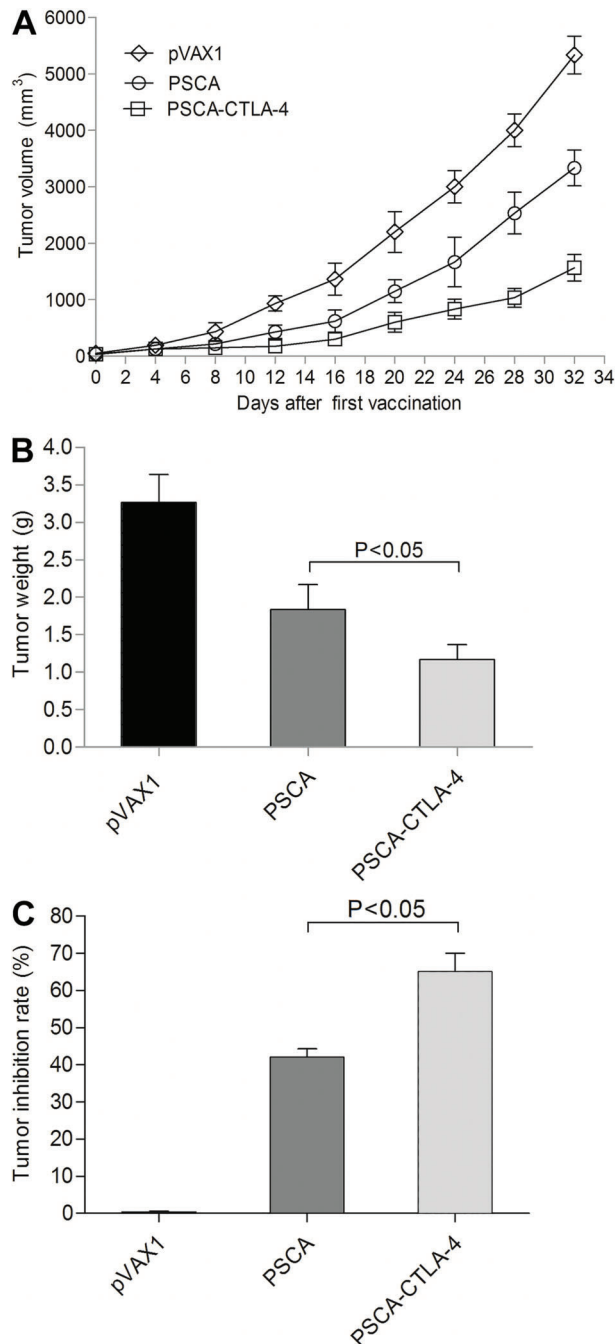 A
6000
5000
4000
3000
2000
1000
0
Tumor volume (mm³)
pVAX1
PSCA
PSCA-CTLA-4
0 2 4 6 8 10 12 14 16 18 20 22 24 26 28 30 32 34
Days after first vaccination
B
4.0
3.5
3.0
2.5
2.0
1.5
1.0
0.5
0.0
Tumor weight (g)
P<0.05
pVAX1
PSCA
PSCA-CTLA-4
C
80
70
60
50
40
30
20
10
0
Tumor inhibition rate (%)
P<0.05
pVAX1
PSCA
PSCA-CTLA-4